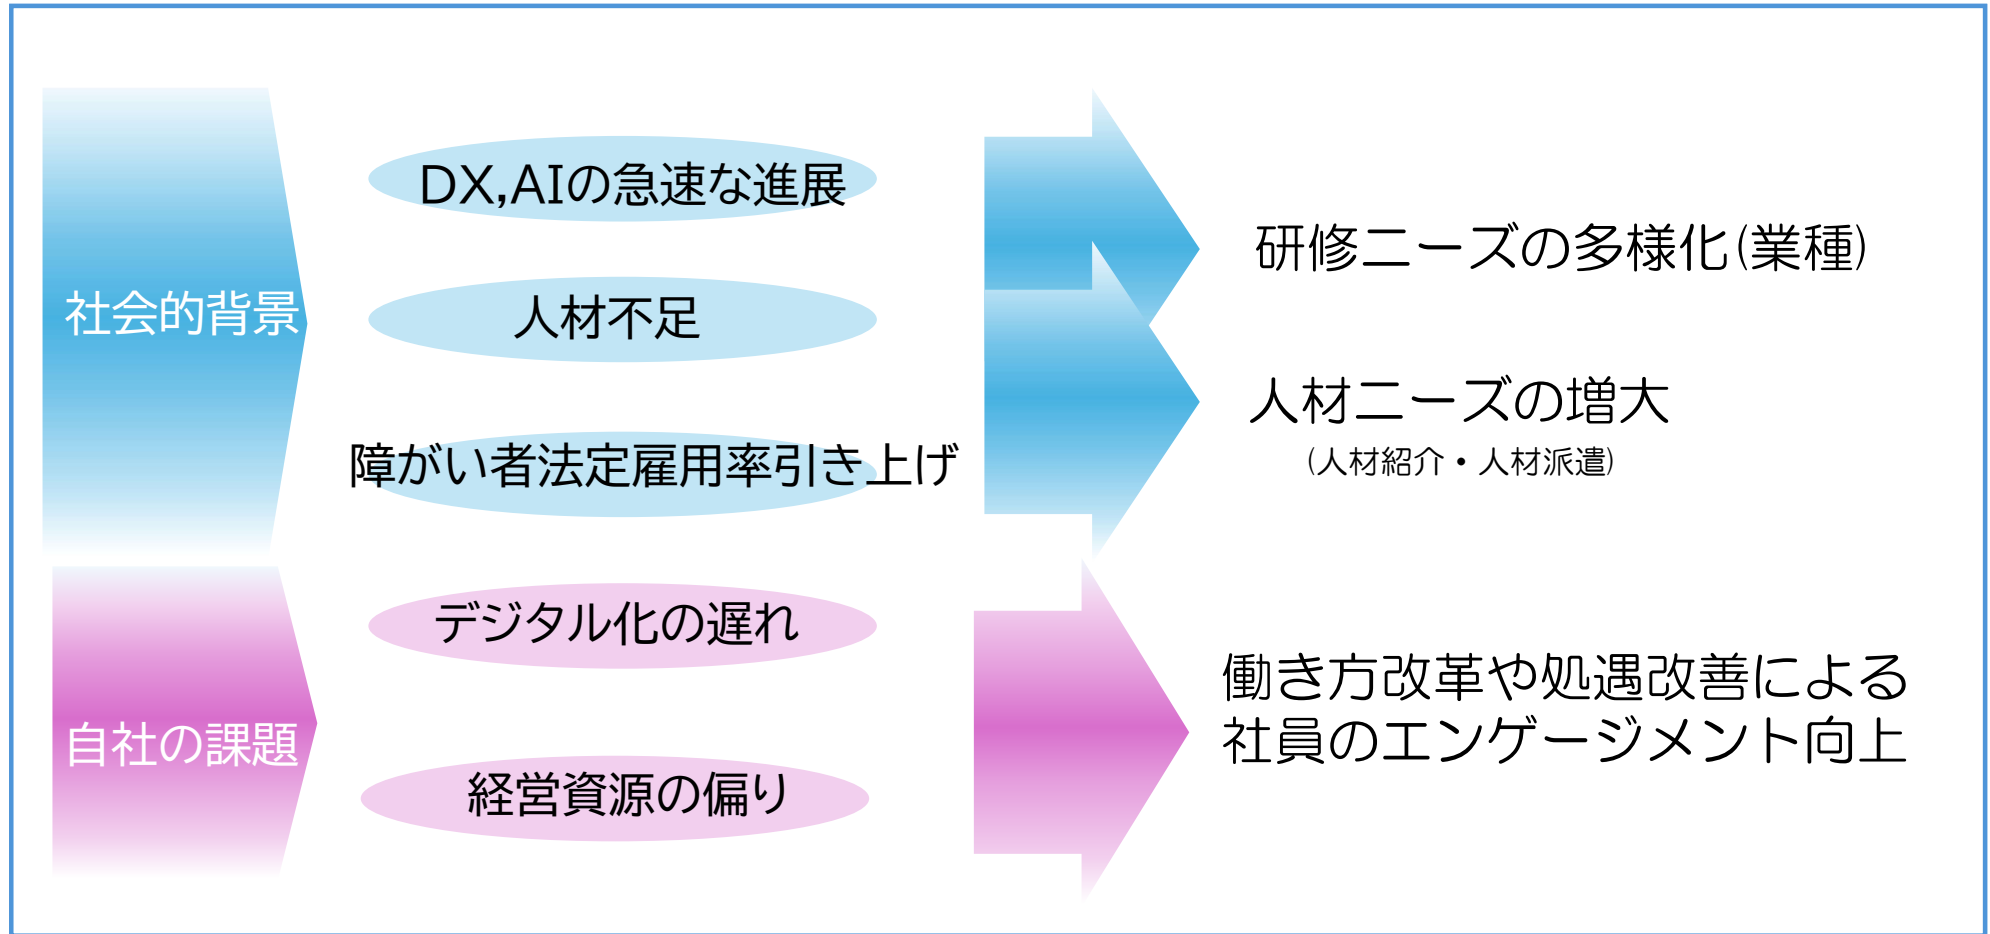 社会的背景
DX,AIの急速な進展
人材不足
障がい者法定雇用率引き上げ
研修ニーズの多様化(業種)
人材ニーズの増大
(人材紹介・人材派遣)
自社の課題
デジタル化の遅れ
経営資源の偏り
働き方改革や処遇改善による
社員のエンゲージメント向上